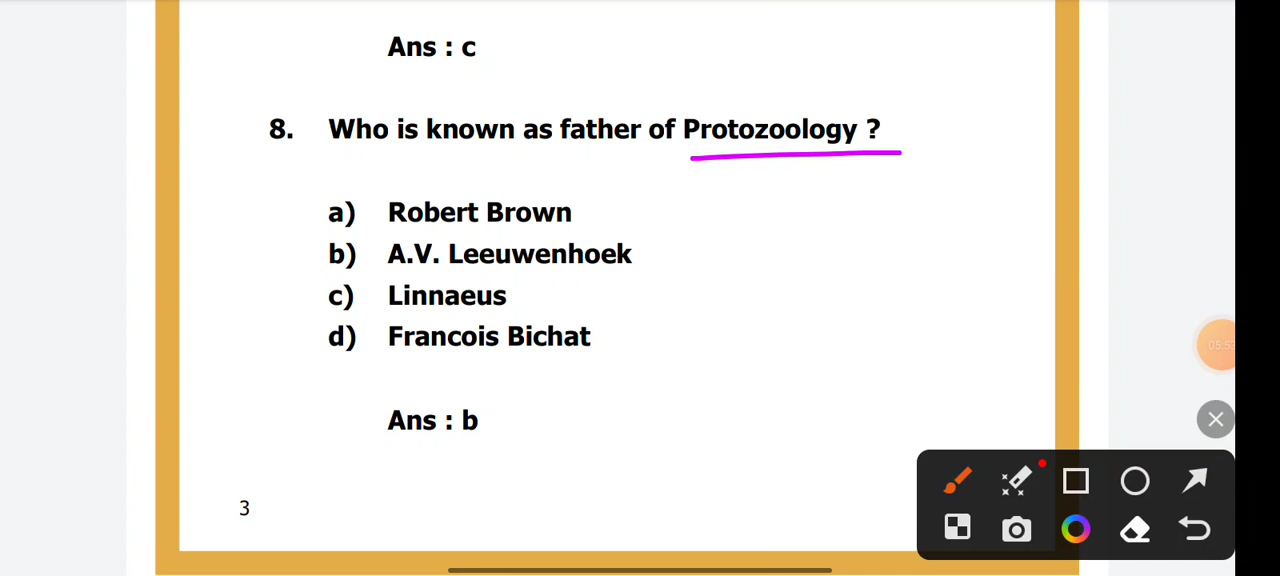 Ans : c
8. Who is known as father of Protozoology ?
a) Robert Brown
b) A.V. Leeuwenhoek
c) Linnaeus
d) Francois Bichat
Ans : b
3